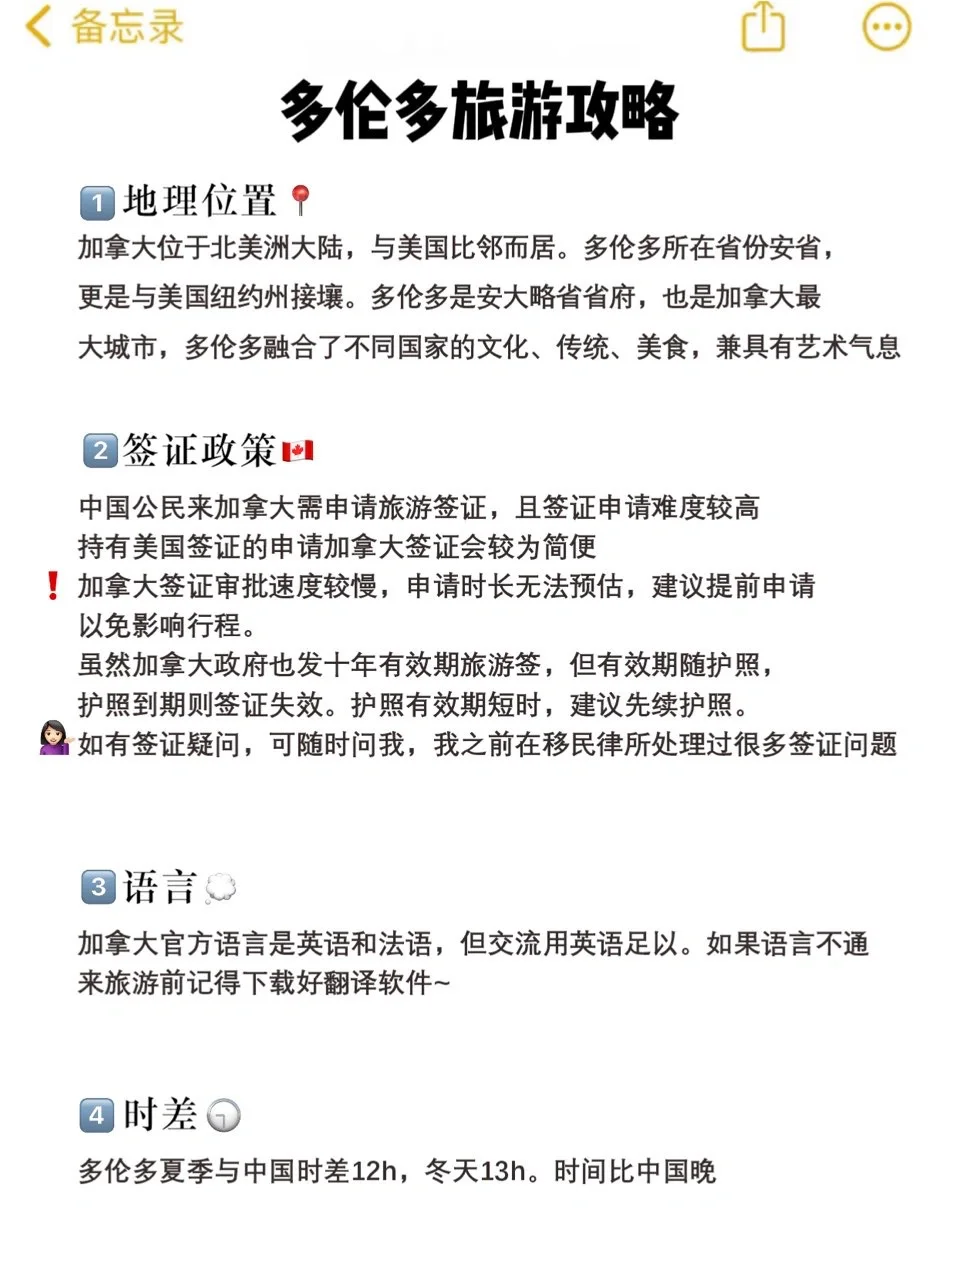 备忘录
多伦多旅游攻略
1 地理位置
加拿大位于北美洲大陆，与美国比邻而居。多伦多所在省份安省，
更是与美国纽约州接壤。多伦多是安大略省省府，也是加拿大最
大城市，多伦多融合了不同国家的文化、传统、美食，兼具有艺术气息
2 签证政策
中国公民来加拿大需申请旅游签证，且签证申请难度较高
持有美国签证的申请加拿大签证会较为简便
❗加拿大签证审批速度较慢，申请时长无法预估，建议提前申请
以免影响行程。
虽然加拿大政府也发十年有效期旅游签，但有效期随护照，
护照到期则签证失效。护照有效期短时，建议先续护照。
如有签证疑问，可随时问我，我之前在移民律所处理过很多签证问题
3 语言
加拿大官方语言是英语和法语，但交流用英语足以。如果语言不通
来旅游前记得下载好翻译软件~
4 时差
多伦多夏季与中国时差12h，冬天13h。时间比中国晚